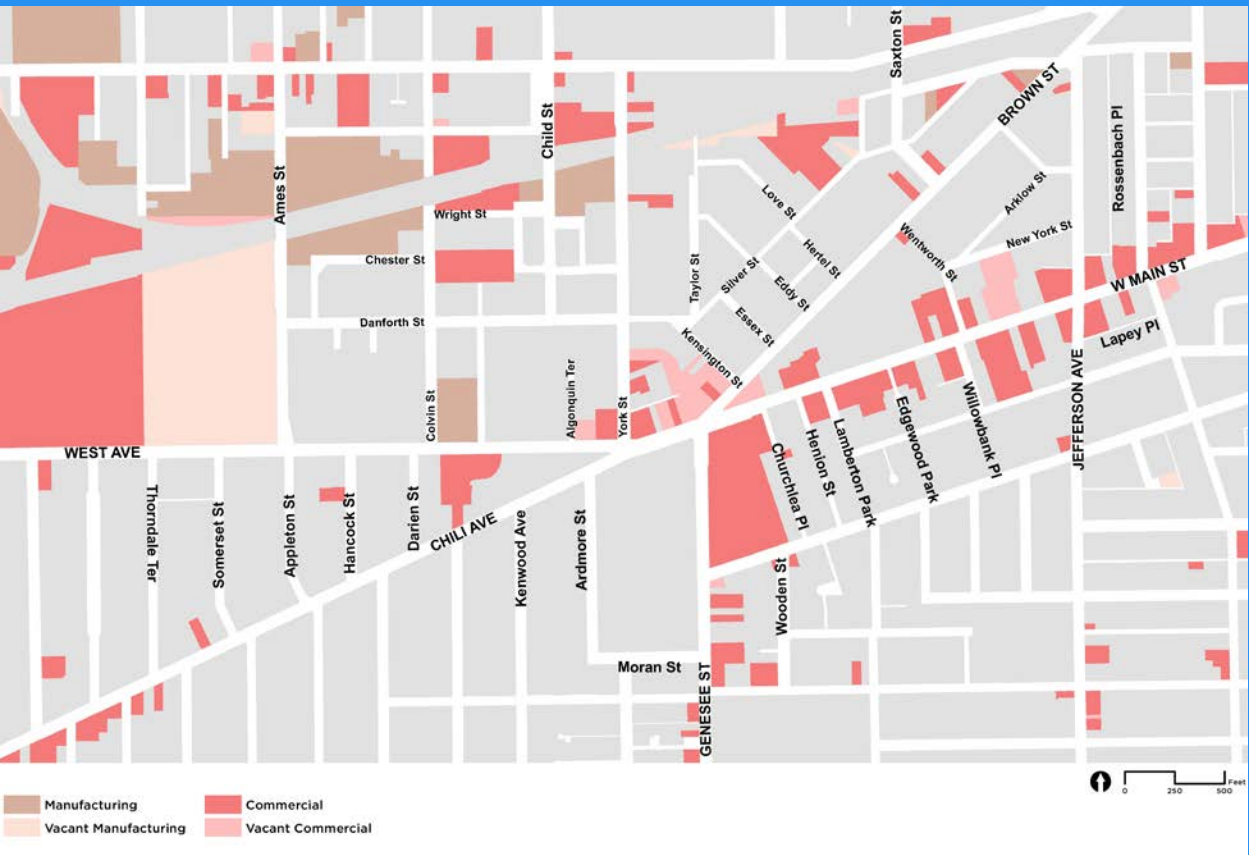 Saxton St
BROWN ST
Child St
Rossenbach Pl
Ames St
Love St
Arklow St
Wright St
New York St
Wentworth St
Hertel St
Chester St
Taylor St
Silver St
Eddy St
W MAIN ST
Danforth St
Essex St
Lapey Pl
Kensington St
Algonquin Ter
Colvin St
York St
JEFFERSON AVE
Willowbank Pl
Edgewood Park
Lamberton Park
Henion St
Churchlea Pl
WEST AVE
Thorndale Ter
Somerset St
Appleton St
Hancock St
Darien St
CHILI AVE
Kenwood Ave
Ardmore St
Wooden St
Moran St
GENESEE ST
Manufacturing
Commercial
Vacant Manufacturing
Vacant Commercial
0 250 500 Feet